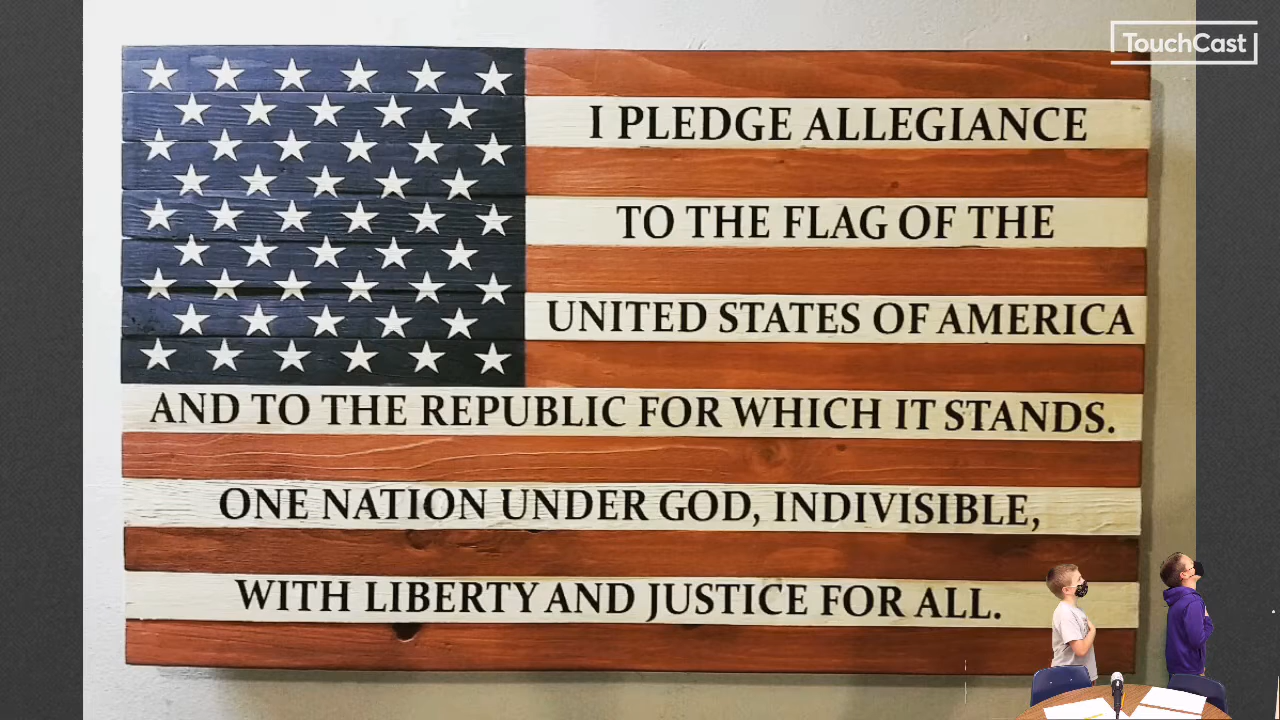 TouchCast
I PLEDGE ALLEGIANCE
TO THE FLAG OF THE
UNITED STATES OF AMERICA
AND TO THE REPUBLIC FOR WHICH IT STANDS.
ONE NATION UNDER GOD, INDIVISIBLE,
WITH LIBERTY AND JUSTICE FOR ALL.